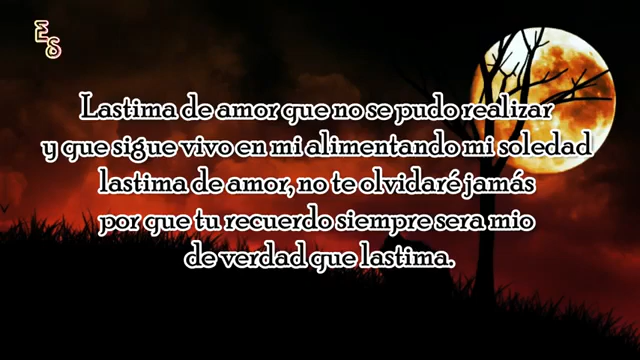 E
S
Lastima de amor que no se pudo realizar
y que sigue vivo en mi alimentando mi soledad
lastima de amor, no te olvidaré jamás
por que tu recuerdo siempre sera mio
de verdad que lastima.